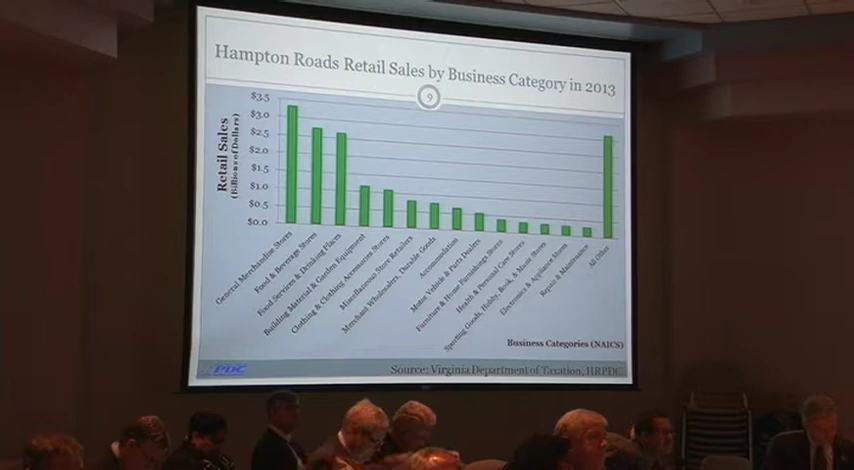 Hampton Roads Retail Sales by Business Category in 2013
9
Retail Sales
(Billions of Dollars)
$3.5
$3.0
$2.5
$2.0
$1.5
$1.0
$0.5
$0.0
General Merchandise Stores
Food & Beverage Stores
Food Services & Drinking Places
Building Material & Garden Equipment
Clothing & Clothing Accessories Stores
Miscellaneous Store Retailers
Merchant Wholesalers, Durable Goods
Accommodation
Motor Vehicle & Parts Dealers
Furniture & Home Furnishings Stores
Health & Personal Care Stores
Sporting Goods, Hobby, Book, & Music Stores
Electronics & Appliance Stores
Repair & Maintenance
All Other
Business Categories (NAICS)
PDC
Source: Virginia Department of Taxation, HRPDC